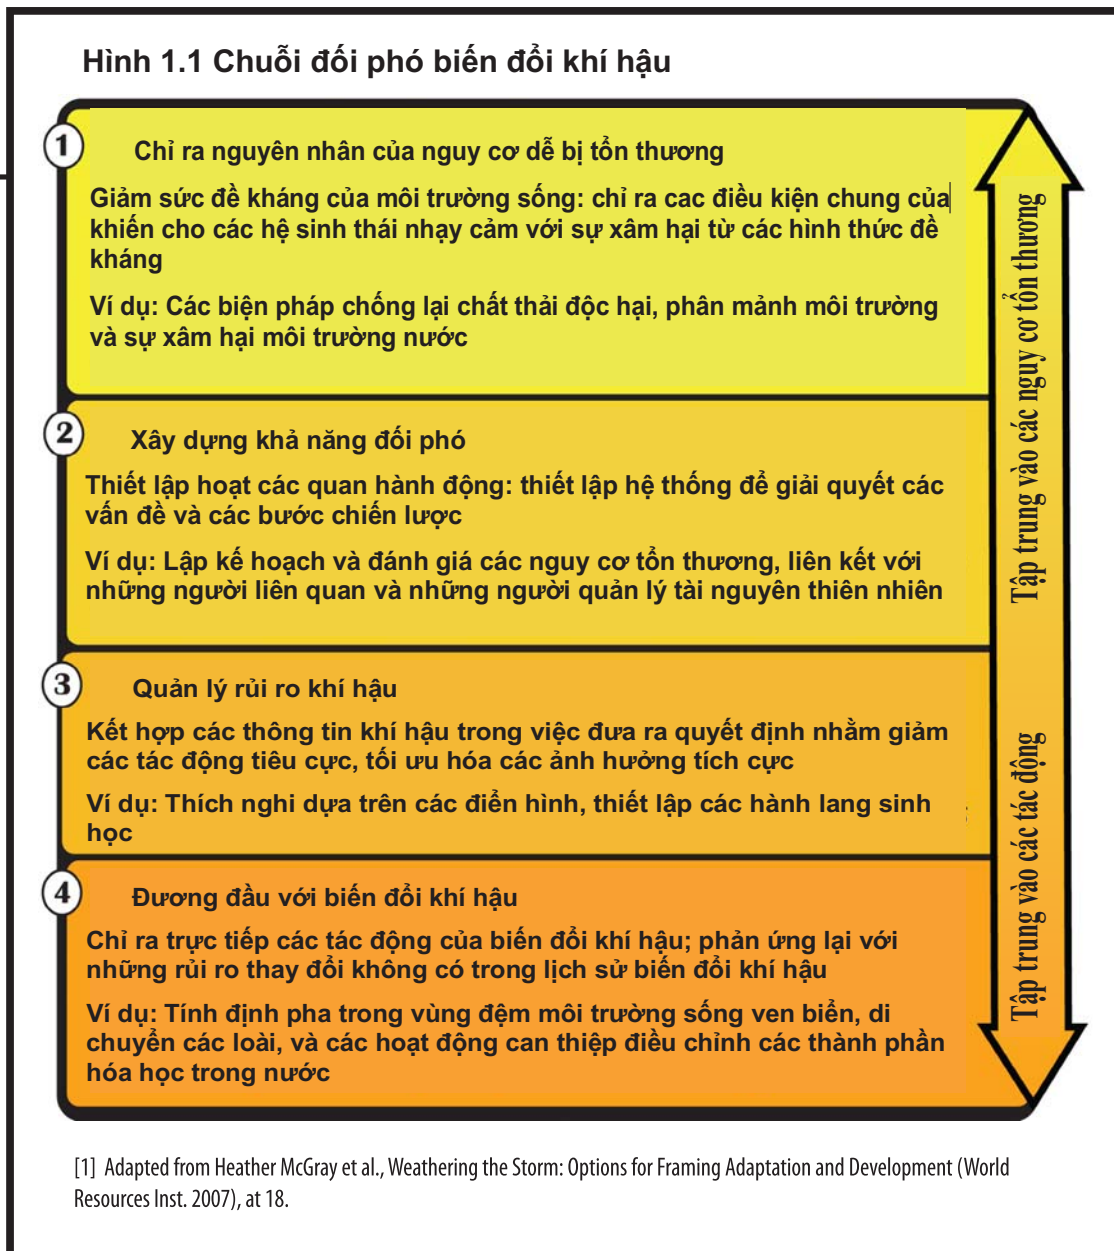 Hình 1.1 Chuỗi đối phó biến đổi khí hậu
1
Chỉ ra nguyên nhân của nguy cơ dễ bị tổn thương
Giảm sức đề kháng của môi trường sống: chỉ ra cac điều kiện chung của
khiến cho các hệ sinh thái nhạy cảm với sự xâm hại từ các hình thức đề
kháng
Ví dụ: Các biện pháp chống lại chất thải độc hại, phân mảnh môi trường
và sự xâm hại môi trường nước
2
Xây dựng khả năng đối phó
Thiết lập hoạt các quan hành động: thiết lập hệ thống để giải quyết các
vấn đề và các bước chiến lược
Ví dụ: Lập kế hoạch và đánh giá các nguy cơ tổn thương, liên kết với
những người liên quan và những người quản lý tài nguyên thiên nhiên
3
Quản lý rủi ro khí hậu
Kết hợp các thông tin khí hậu trong việc đưa ra quyết định nhằm giảm
các tác động tiêu cực, tối ưu hóa các ảnh hưởng tích cực
Ví dụ: Thích nghi dựa trên các điển hình, thiết lập các hành lang sinh
học
4
Đương đầu với biến đổi khí hậu
Chỉ ra trực tiếp các tác động của biến đổi khí hậu; phản ứng lại với
những rủi ro thay đổi không có trong lịch sử biến đổi khí hậu
Ví dụ: Tính định pha trong vùng đệm môi trường sống ven biển, di
chuyển các loài, và các hoạt động can thiệp điều chỉnh các thành phần
hóa học trong nước
Tập trung vào các nguy cơ tổn thương
Tập trung vào các tác động
[1] Adapted from Heather McGray et al., Weathering the Storm: Options for Framing Adaptation and Development (World
Resources Inst. 2007), at 18.